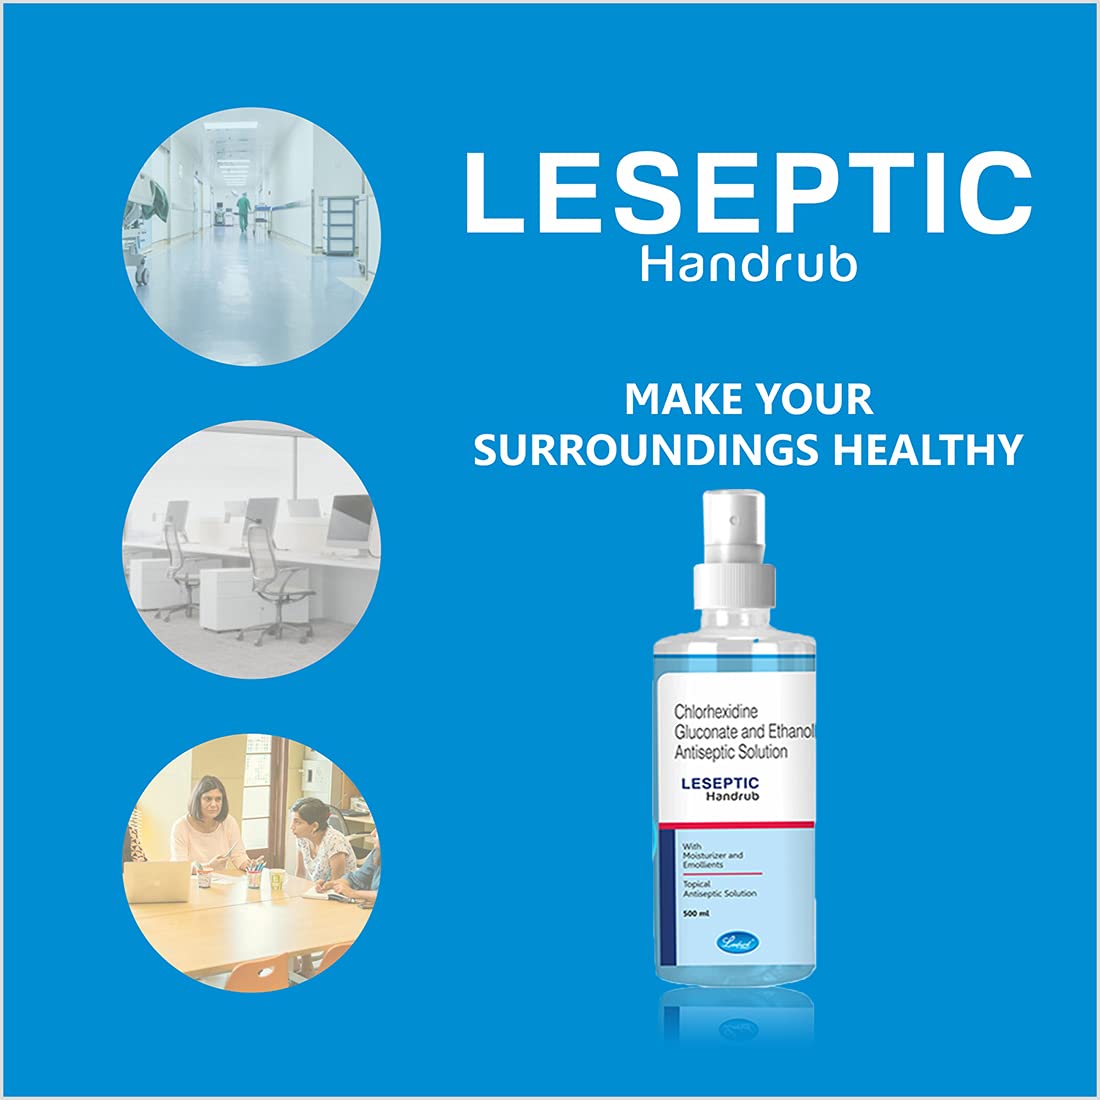 LESEPTIC
Handrub
MAKE YOUR
SURROUNDINGS HEALTHY
Chlorhexidine
Gluconate and Ethanol
Antiseptic Solution
LESEPTIC
Handrub
With
Moisturizer and
Emollients
Topical
Antiseptic Solution
500 ml
Leeford